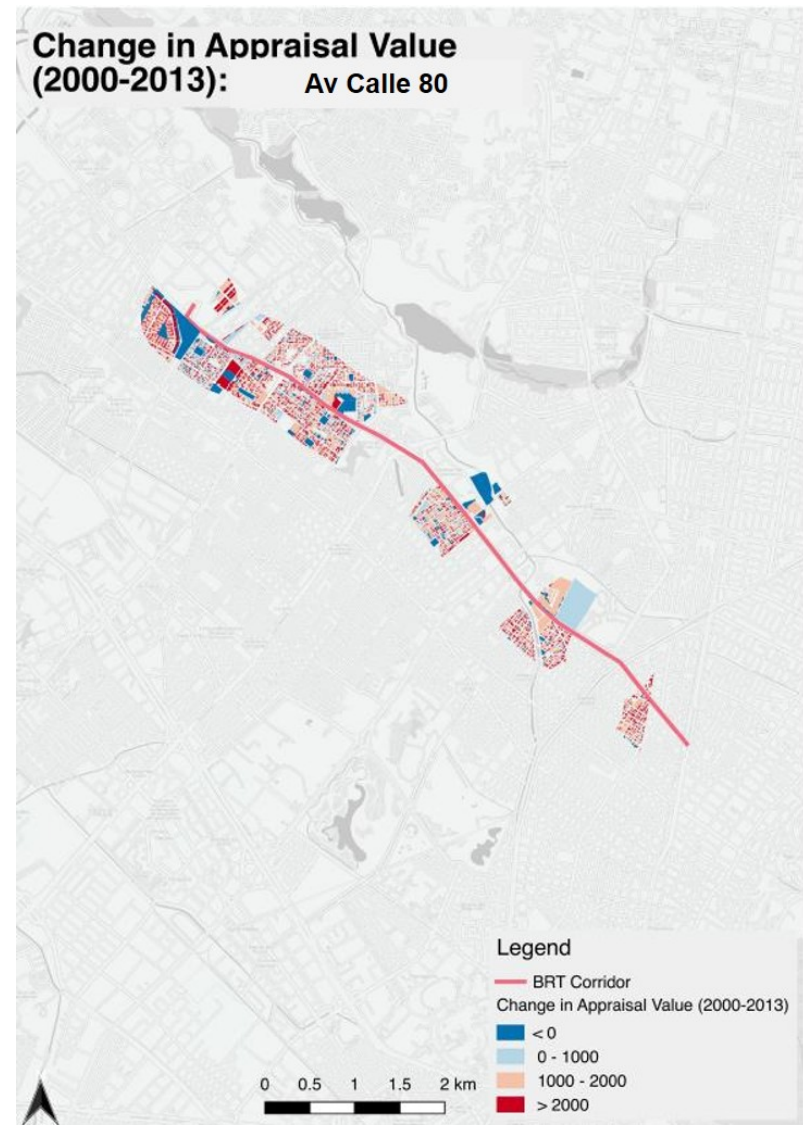 Change in Appraisal Value
(2000-2013): Av Calle 80
Legend
BRT Corridor
Change in Appraisal Value (2000-2013)
< 0
0 - 1000
1000 - 2000
> 2000
0 0.5 1 1.5 2 km